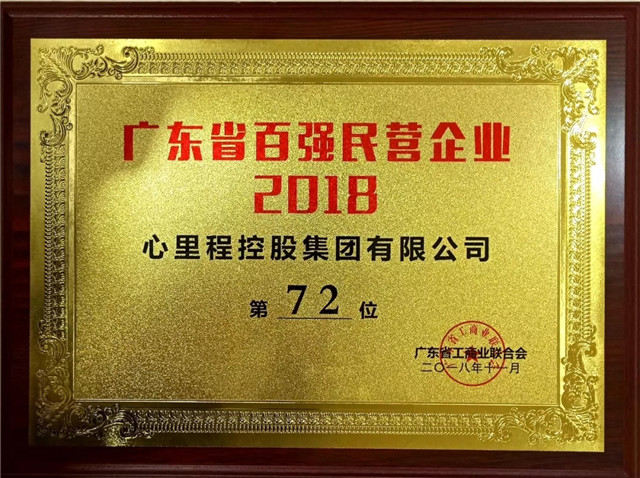 广东省百强民营企业
2018
心里程控股集团有限公司
第 72 位
广东省工商业联合会
二〇一八年十一月